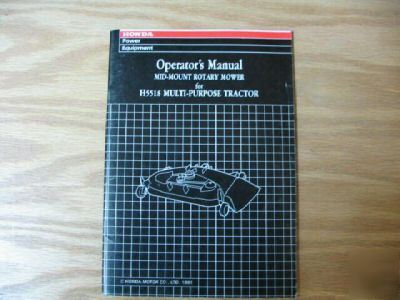 HONDA
Power
Equipment
Operator's Manual
MID-MOUNT ROTARY MOWER
for
H5518 MULTI-PURPOSE TRACTOR
© HONDA MOTOR CO., LTD. 1991